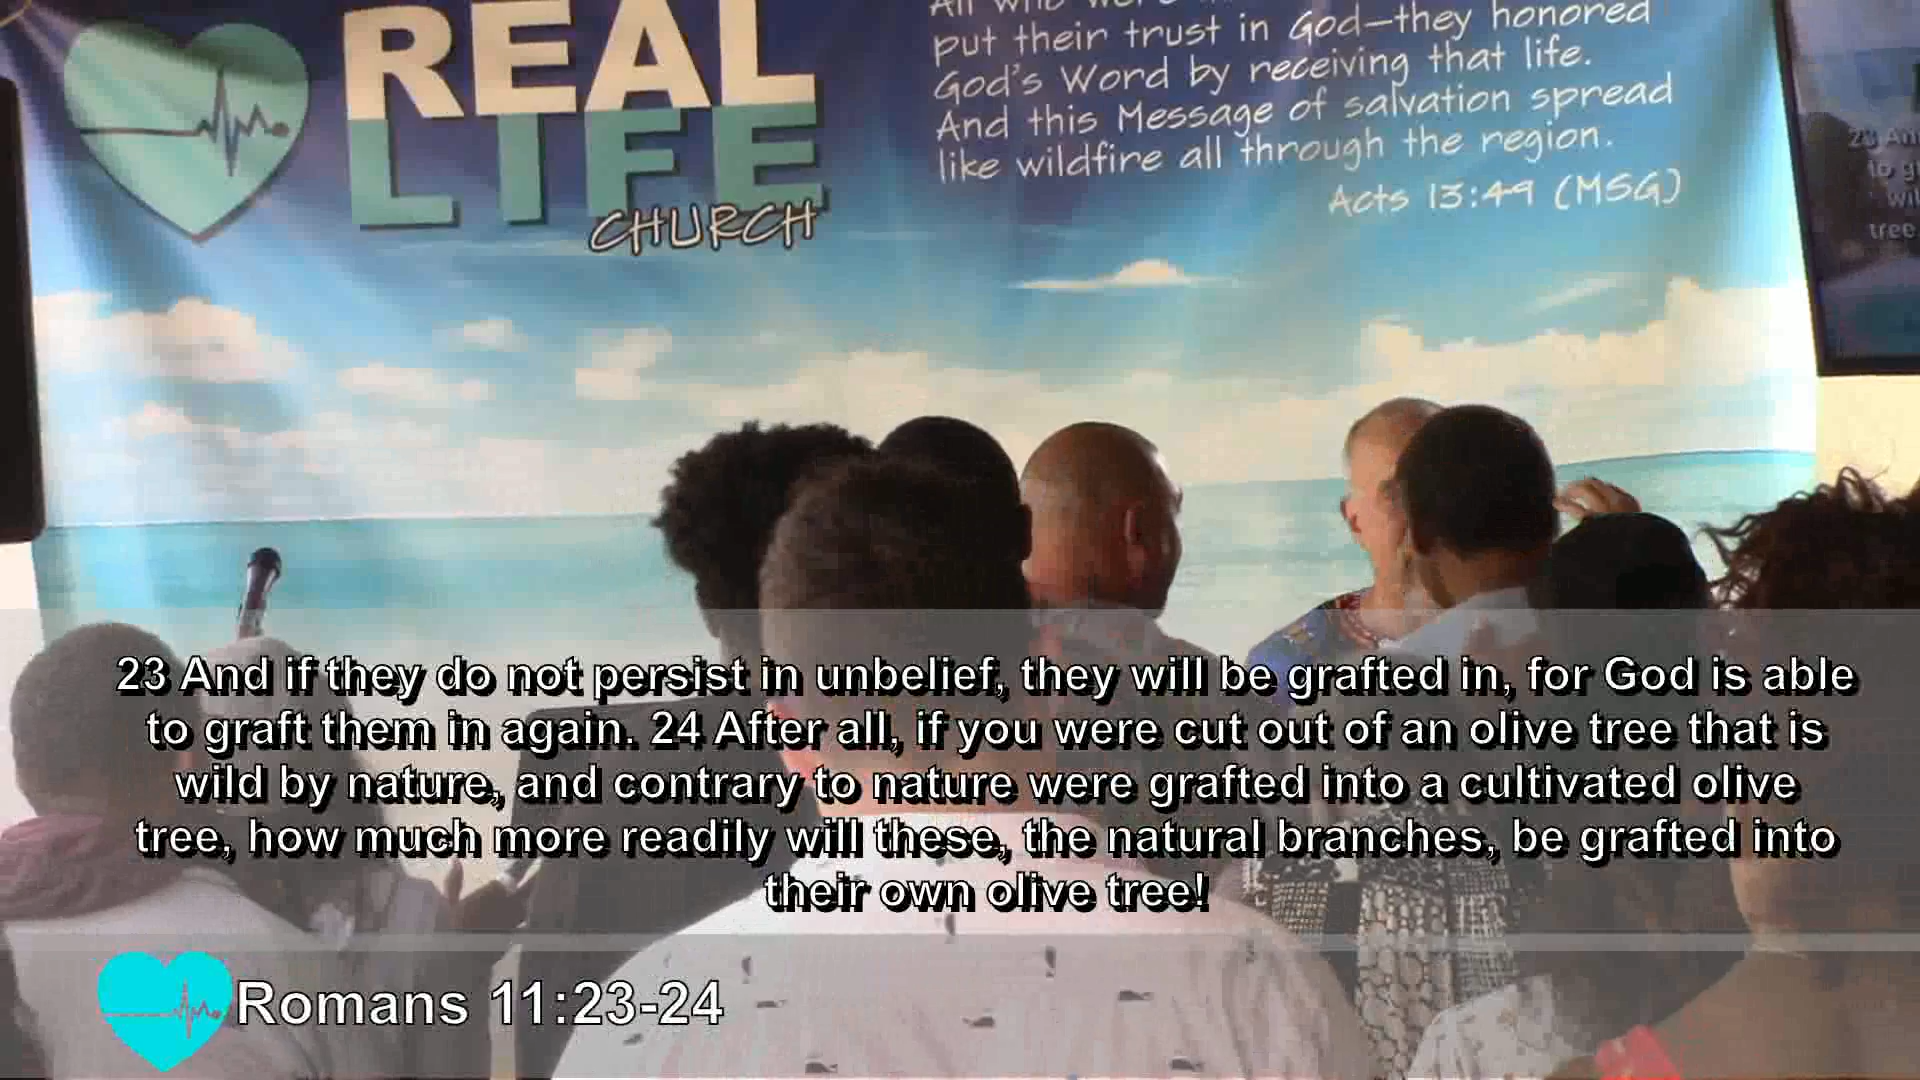 REAL
LIFE
CHURCH
put their trust in God—they honored
God's Word by receiving that life.
And this Message of salvation spread
like wildfire all through the region.
Acts 13:49 (MSG)
23
to
tree
23 And if they do not persist in unbelief, they will be grafted in, for God is able
to graft them in again. 24 After all, if you were cut out of an olive tree that is
wild by nature, and contrary to nature were grafted into a cultivated olive
tree, how much more readily will these, the natural branches, be grafted into
their own olive tree!
Romans 11:23-24